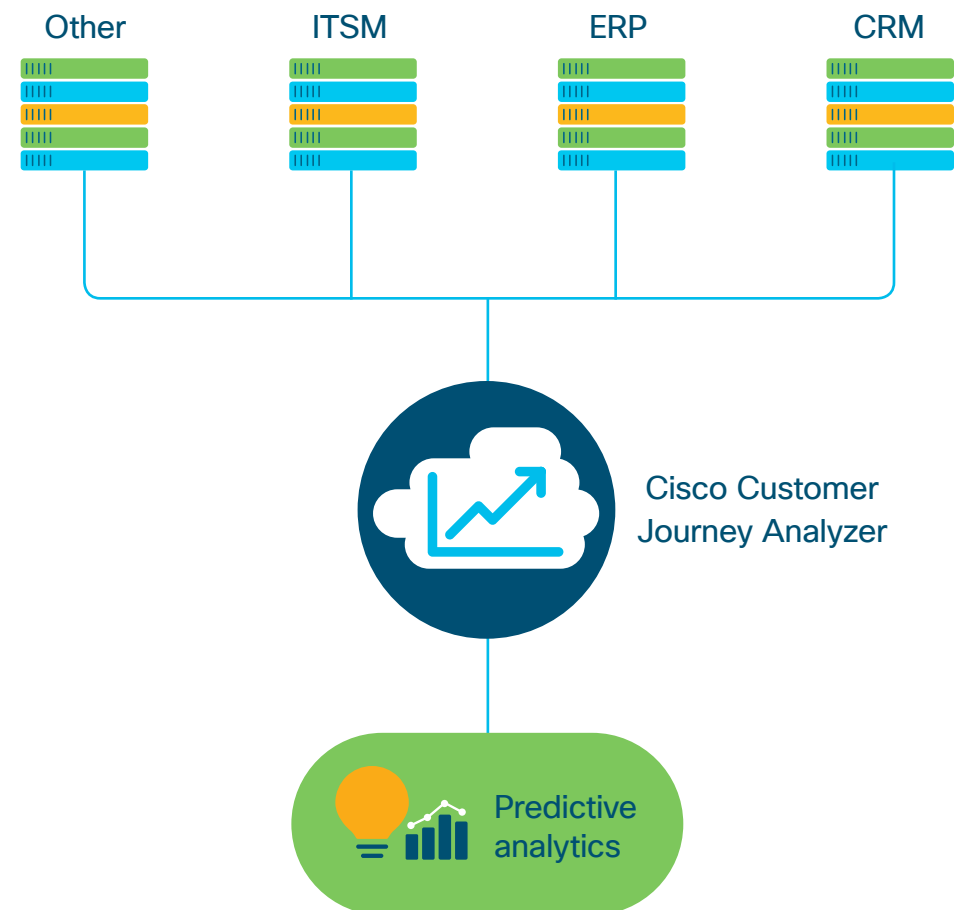 Other
ITSM
ERP
CRM
Cisco Customer
Journey Analyzer
Predictive
analytics